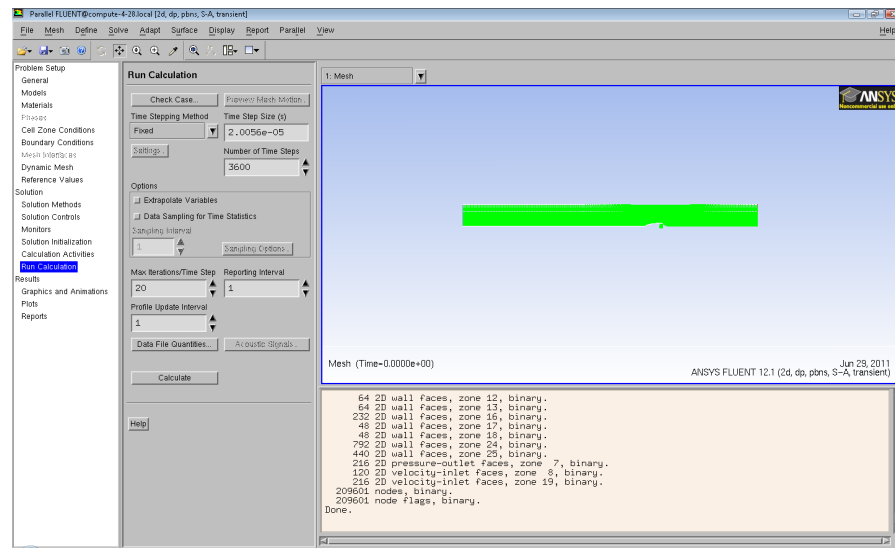 Parallel FLUENT@compute-4-28.local [2d, dp, pbns, S-A, transient]
File Mesh Define Solve Adapt Surface Display Report Parallel View Help
Problem Setup
General
Models
Materials
Phases
Cell Zone Conditions
Boundary Conditions
Mesh Interfaces
Dynamic Mesh
Reference Values
Solution
Solution Methods
Solution Controls
Monitors
Solution Initialization
Calculation Activities
Run Calculation
Results
Graphics and Animations
Plots
Reports
Run Calculation
Check Case... Preview Mesh Motion...
Time Stepping Method Time Step Size (s)
Fixed 2.0056e-05
Settings... Number of Time Steps
3600
Options
Extrapolate Variables
Data Sampling for Time Statistics
Sampling Interval
1 Sampling Options...
Max Iterations/Time Step Reporting Interval
20 1
Profile Update Interval
1
Data File Quantities... Acoustic Signals...
Calculate
Help
1: Mesh
ANSYS
Noncommercial use only
Mesh (Time=0.0000e+00) Jun 29, 2011
ANSYS FLUENT 12.1 (2d, dp, pbns, S-A, transient)
64 2D wall faces, zone 12, binary.
64 2D wall faces, zone 13, binary.
232 2D wall faces, zone 16, binary.
48 2D wall faces, zone 17, binary.
48 2D wall faces, zone 18, binary.
792 2D wall faces, zone 24, binary.
440 2D wall faces, zone 25, binary.
216 2D pressure-outlet faces, zone 7, binary.
120 2D velocity-inlet faces, zone 8, binary.
216 2D velocity-inlet faces, zone 19, binary.
209601 nodes, binary.
209601 node flags, binary.
Done.